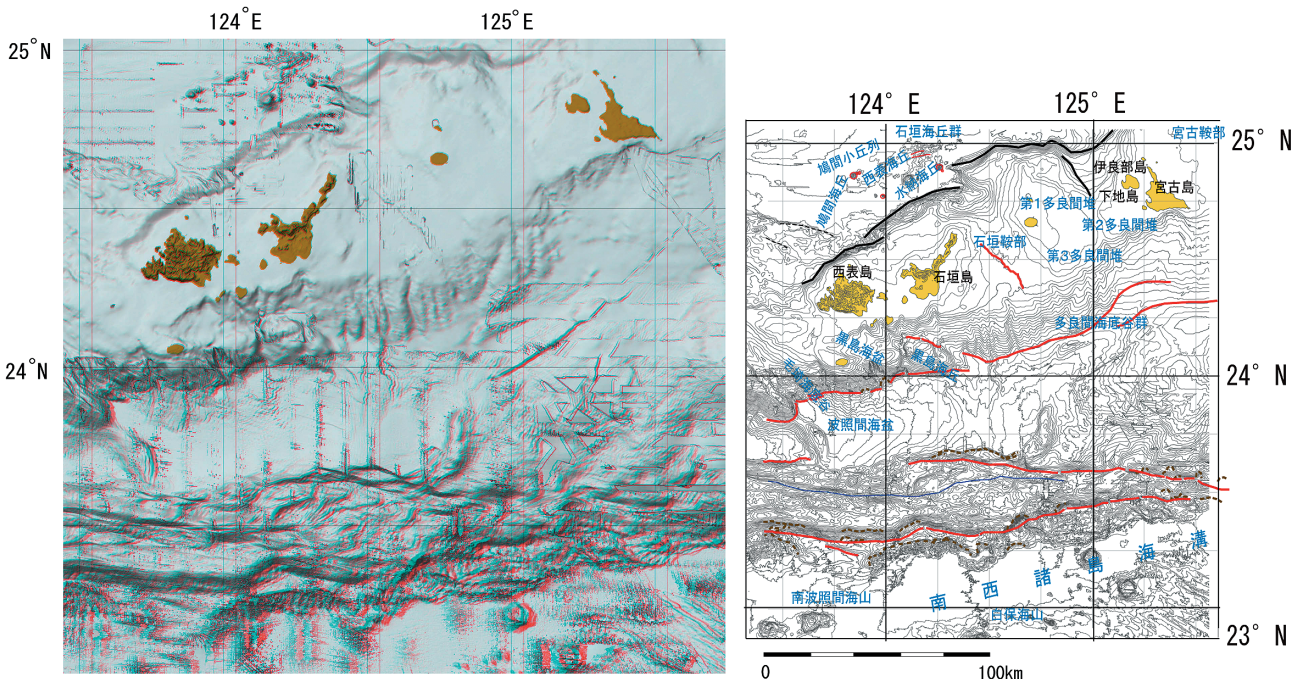 124°E
125°E
25°N
24°N
124°E
125°E
25°N
24°N
23°N
石垣海丘群
宮古鞍部
鳩間小丘列
鳩間海丘
西表海丘
水納海丘
伊良部島
下地島
宮古島
第1多良間堆
第2多良間堆
第3多良間堆
石垣鞍部
西表島
石垣島
多良間海底谷群
黒島海盆
黒島海丘
波照間海盆
南西諸島海溝
南波照間海山
白保海山
0
100km